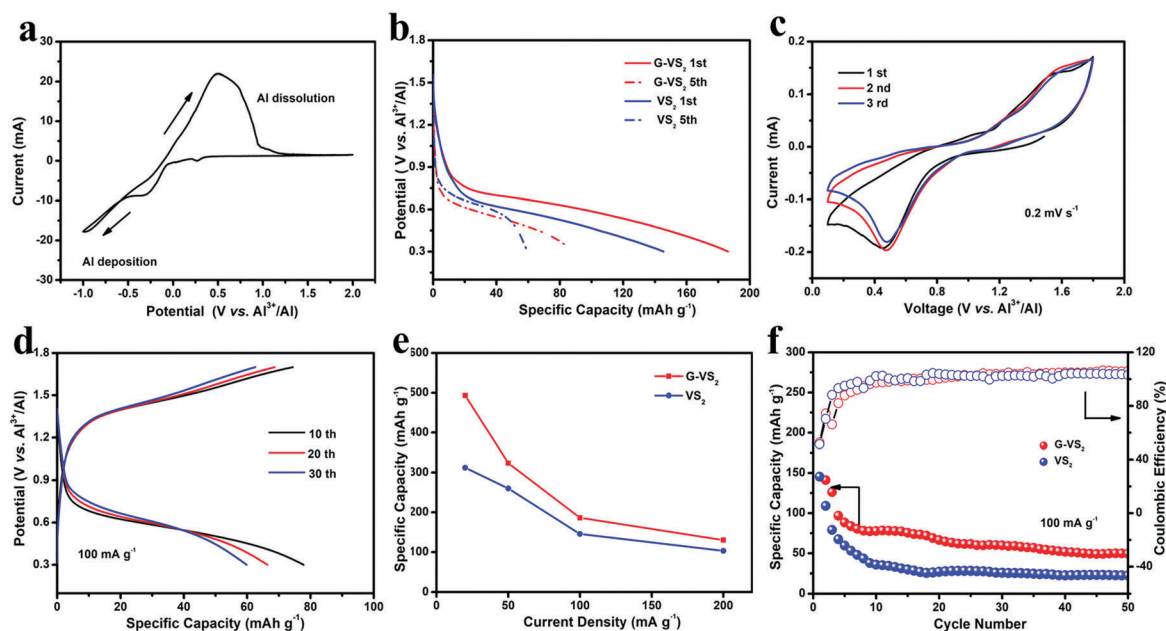 a
30
20
10
0
-10
-20
-30
Current (mA)
Al dissolution
Al deposition
-1.0 -0.5 0.0 0.5 1.0 1.5 2.0
Potential (V vs. Al³⁺/Al)
b
1.8
1.5
1.2
0.9
0.6
0.3
Potential (V vs. Al³⁺/Al)
G-VS₂ 1st
G-VS₂ 5th
VS₂ 1st
VS₂ 5th
0 40 80 120 160 200
Specific Capacity (mAh g⁻¹)
c
0.2
0.1
0.0
-0.1
-0.2
Current (mA)
1 st
2 nd
3 rd
0.2 mV s⁻¹
0.0 0.4 0.8 1.2 1.6 2.0
Voltage (V vs. Al³⁺/Al)
d
1.8
1.5
1.2
0.9
0.6
0.3
Potential (V vs. Al³⁺/Al)
10 th
20 th
30 th
100 mA g⁻¹
0 20 40 60 80 100
Specific Capacity (mAh g⁻¹)
e
600
500
400
300
200
100
0
Specific Capacity (mAh g⁻¹)
G-VS₂
VS₂
0 50 100 150 200
Current Density (mA g⁻¹)
f
300
275
250
225
200
175
150
125
100
75
50
25
0
Specific Capacity (mAh g⁻¹)
G-VS₂
VS₂
100 mA g⁻¹
120
80
40
0
-40
-80
Coulombic Efficiency (%)
0 10 20 30 40 50
Cycle Number